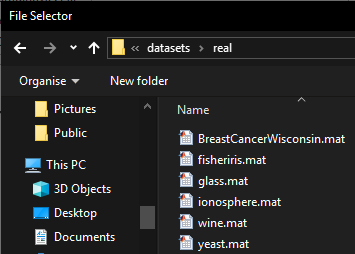 File Selector
« datasets › real
Organise New folder
Pictures
Public
This PC
3D Objects
Desktop
Documents
Name
BreastCancerWisconsin.mat
fisheriris.mat
glass.mat
ionosphere.mat
wine.mat
yeast.mat